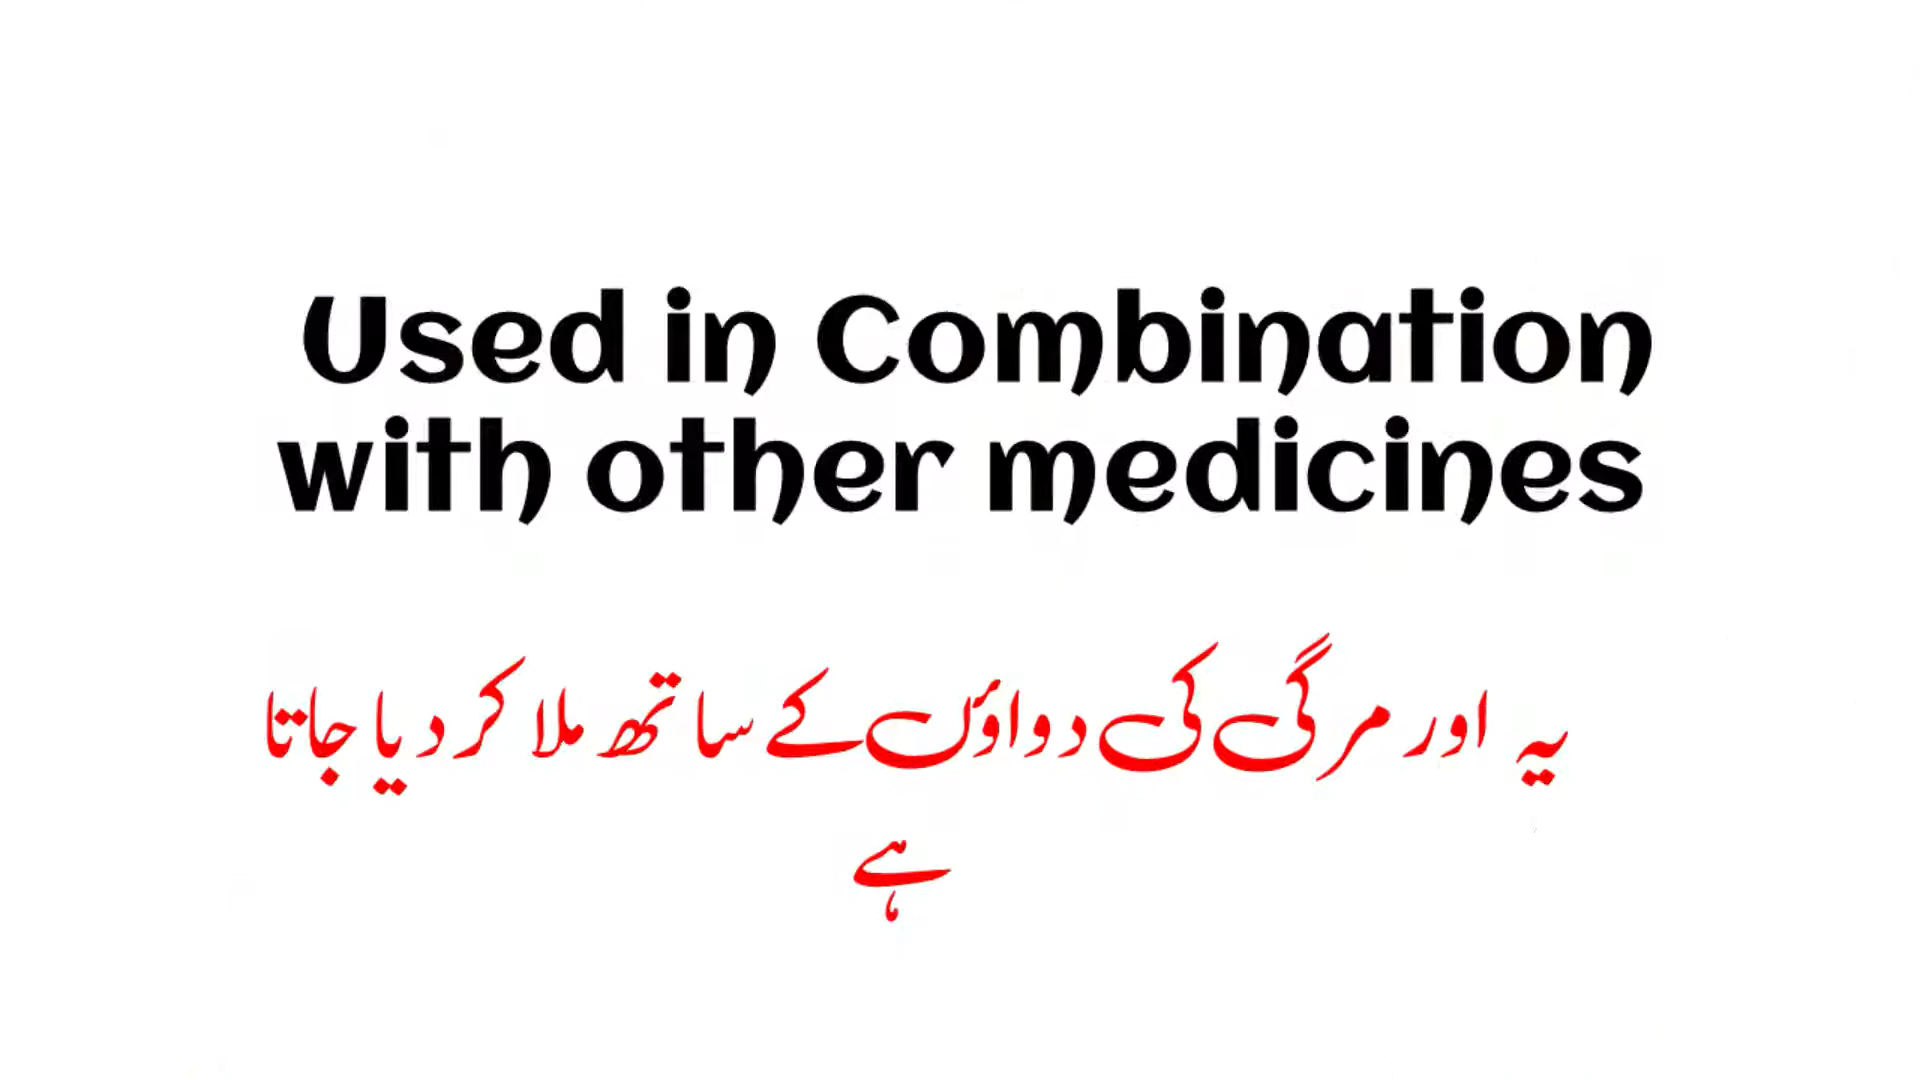 Used in Combination
with other medicines
یہ اور مرگی کی دواؤں کے ساتھ ملا کر دیا جاتا
ہے